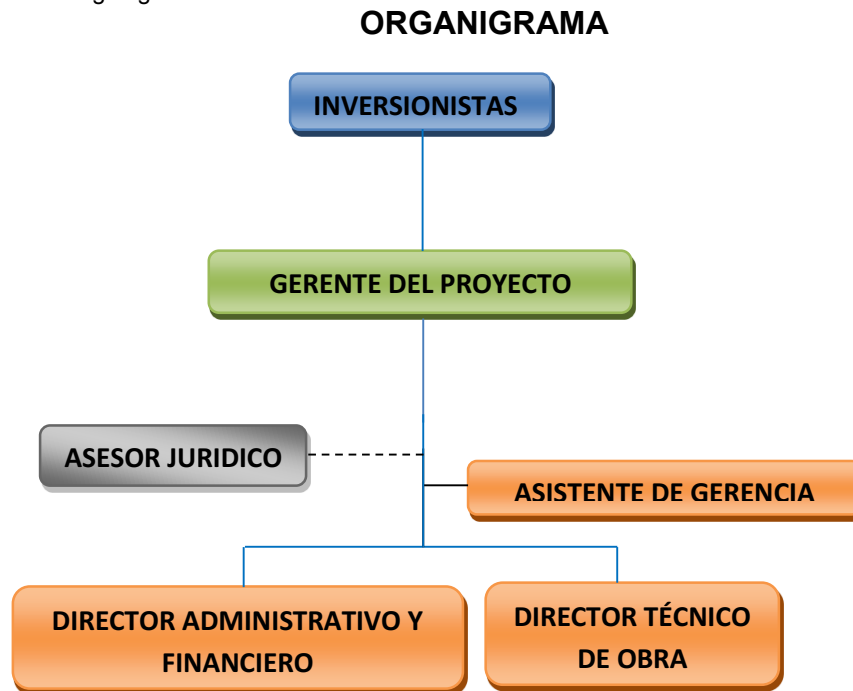 ORGANIGRAMA
INVERSIONISTAS
GERENTE DEL PROYECTO
ASESOR JURIDICO
ASISTENTE DE GERENCIA
DIRECTOR ADMINISTRATIVO Y
FINANCIERO
DIRECTOR TÉCNICO
DE OBRA